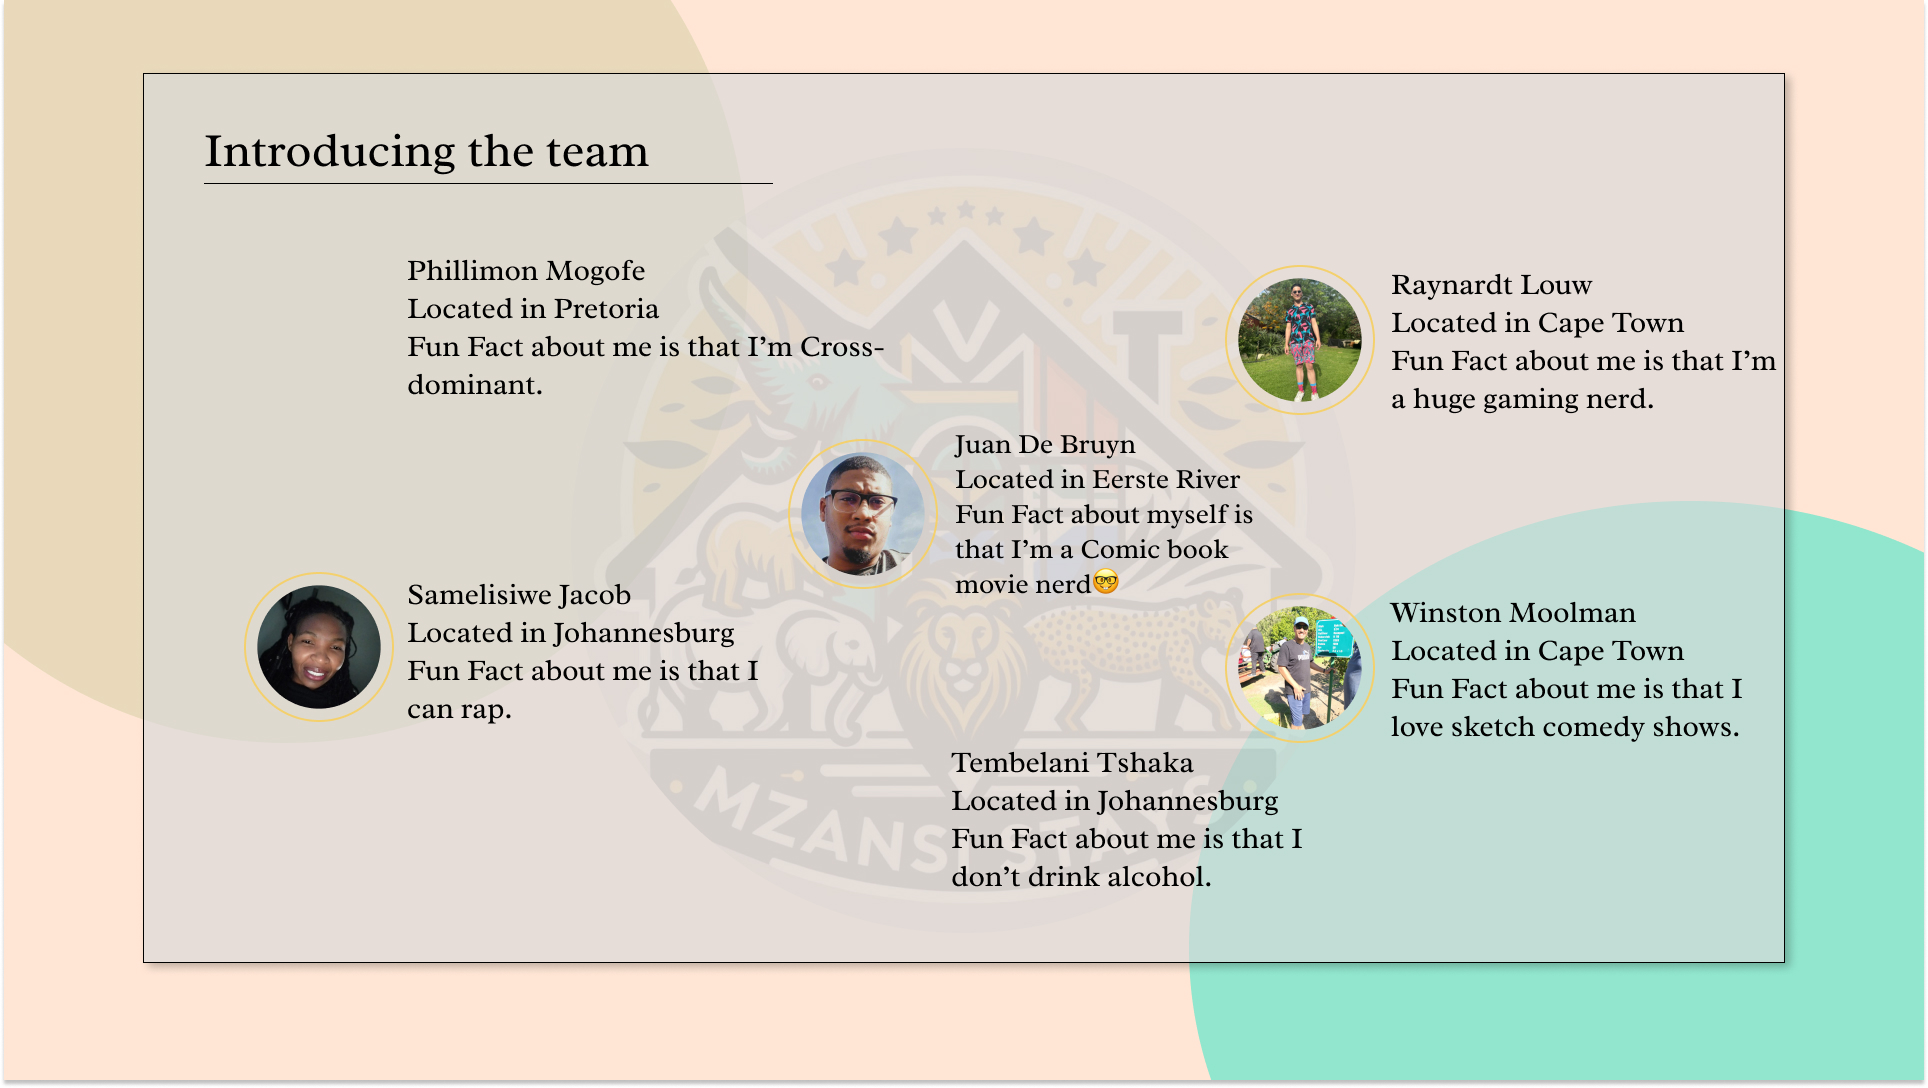 Introducing the team
Phillimon Mogofe
Located in Pretoria
Fun Fact about me is that I’m Cross-
dominant.
Raynardt Louw
Located in Cape Town
Fun Fact about me is that I’m
a huge gaming nerd.
Juan De Bruyn
Located in Eerste River
Fun Fact about myself is
that I’m a Comic book
movie nerd🤓
Samelisiwe Jacob
Located in Johannesburg
Fun Fact about me is that I
can rap.
Winston Moolman
Located in Cape Town
Fun Fact about me is that I
love sketch comedy shows.
Tembelani Tshaka
Located in Johannesburg
Fun Fact about me is that I
don’t drink alcohol.
MZANSI STAYS